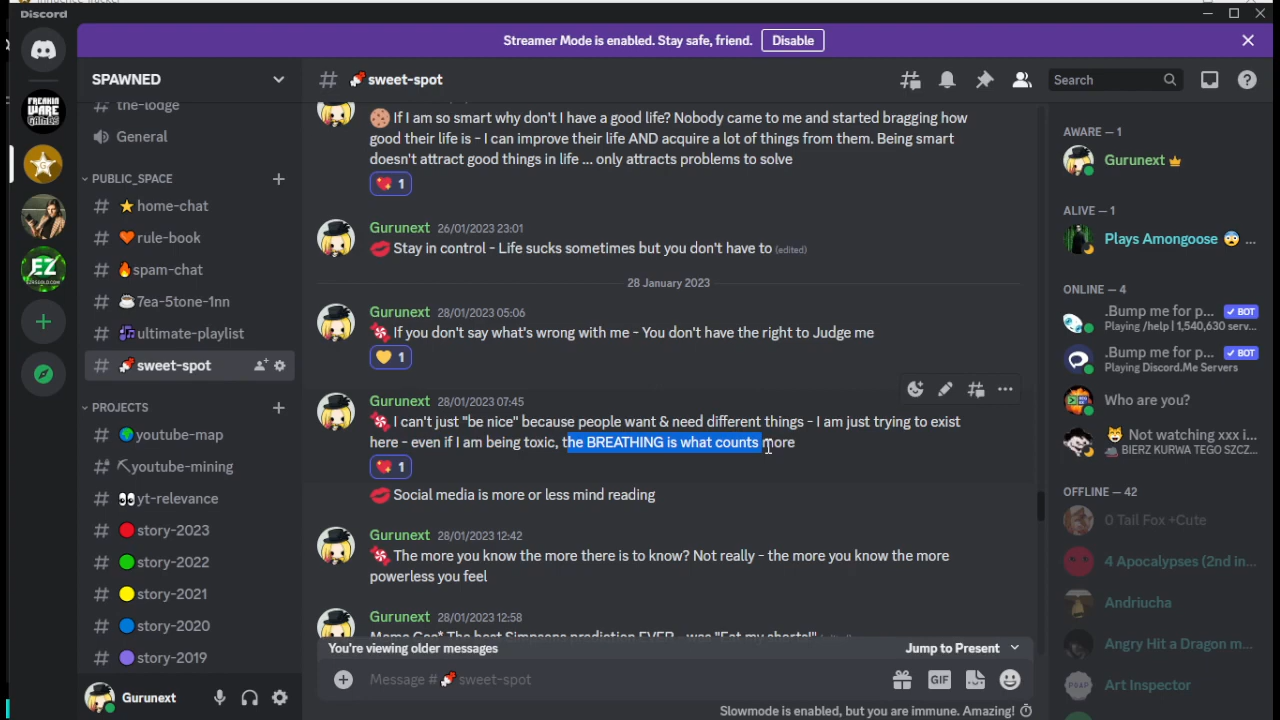 Discord
Streamer Mode is enabled. Stay safe, friend.
Disable
SPAWNED
the-lodge
General
PUBLIC_SPACE
home-chat
rule-book
spam-chat
7ea-5tone-1nn
ultimate-playlist
sweet-spot
PROJECTS
youtube-map
youtube-mining
yt-relevance
story-2023
story-2022
story-2021
story-2020
story-2019
Gurunext
FREAKIN
WARE
GAMES
G
EZ
sweet-spot
Search
If I am so smart why don't I have a good life? Nobody came to me and started bragging how
good their life is - I can improve their life AND acquire a lot of things from them. Being smart
doesn't attract good things in life ... only attracts problems to solve
1
Gurunext 26/01/2023 23:01
Stay in control - Life sucks sometimes but you don't have to (edited)
28 January 2023
Gurunext 28/01/2023 05:06
If you don't say what's wrong with me - You don't have the right to Judge me
1
Gurunext 28/01/2023 07:45
I can't just "be nice" because people want & need different things - I am just trying to exist
here - even if I am being toxic, the BREATHING is what counts more
1
Social media is more or less mind reading
Gurunext 28/01/2023 12:42
The more you know the more there is to know? Not really - the more you know the more
powerless you feel
Gurunext 28/01/2023 12:58
You're viewing older messages
Jump to Present
Message # sweet-spot
GIF
Slowmode is enabled, but you are immune. Amazing!
AWARE — 1
Gurunext
ALIVE — 1
Plays Amongoose ...
ONLINE — 4
.Bump me for p... BOT
Playing /help | 1,540,630 serv...
.Bump me for p... BOT
Playing Discord.Me Servers
Who are you?
Not watching xxx i...
BIERZ KURWA TEGO SZCZ...
OFFLINE — 42
0 Tail Fox +Cute
4 Apocalypses (2nd in...
Andriucha
Angry Hit a Dragon m...
Art Inspector